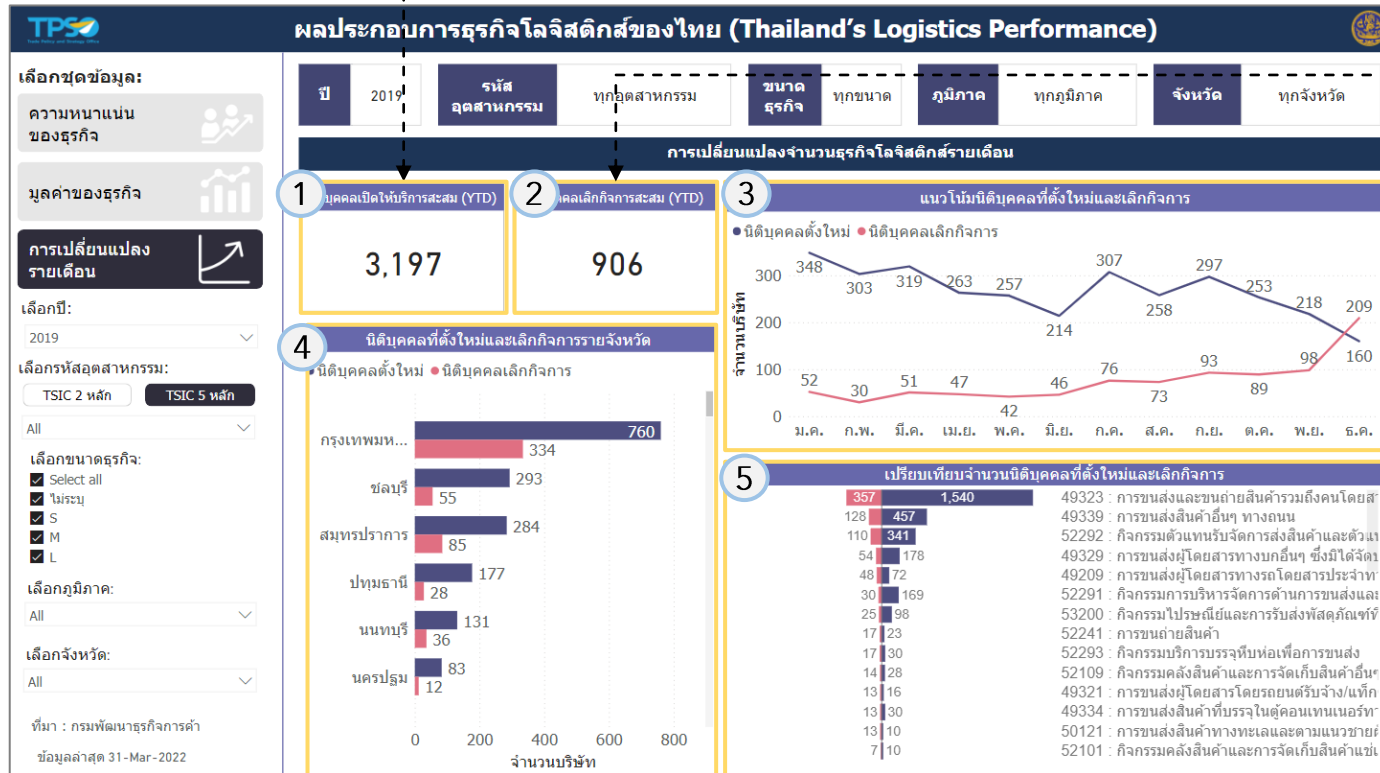 TPSO
Trade Policy and Strategy Office
ผลประกอบการธุรกิจโลจิสติกส์ของไทย (Thailand's Logistics Performance)
เลือกชุดข้อมูล:
ความหนาแน่น
ของธุรกิจ
มูลค่าของธุรกิจ
การเปลี่ยนแปลง
รายเดือน
เลือกปี:
2019
เลือกรหัสอุตสาหกรรม:
TSIC 2 หลัก
TSIC 5 หลัก
All
เลือกขนาดธุรกิจ:
Select all
ไม่ระบุ
S
M
L
เลือกภูมิภาค:
All
เลือกจังหวัด:
All
ที่มา : กรมพัฒนาธุรกิจการค้า
ข้อมูลล่าสุด 31-Mar-2022
ปี
2019
รหัส
อุตสาหกรรม
ทุกอุตสาหกรรม
ขนาด
ธุรกิจ
ทุกขนาด
ภูมิภาค
ทุกภูมิภาค
จังหวัด
ทุกจังหวัด
การเปลี่ยนแปลงจำนวนธุรกิจโลจิสติกส์รายเดือน
1
บุคคลเปิดให้บริการสะสม (YTD)
3,197
2
คลเลิกกิจการสะสม (YTD)
906
3
แนวโน้มนิติบุคคลที่ตั้งใหม่และเลิกกิจการ
นิติบุคคลตั้งใหม่ นิติบุคคลเลิกกิจการ
จำนวนบริษัท
300
200
100
0
348 303 319 263 257 214 307 258 297 253 218 160
52 30 51 47 42 46 76 73 93 89 98 209
ม.ค. ก.พ. มี.ค. เม.ย. พ.ค. มิ.ย. ก.ค. ส.ค. ก.ย. ต.ค. พ.ย. ธ.ค.
4
นิติบุคคลที่ตั้งใหม่และเลิกกิจการรายจังหวัด
นิติบุคคลตั้งใหม่ นิติบุคคลเลิกกิจการ
กรุงเทพมห... 760
334
ชลบุรี 293
55
สมุทรปราการ 284
85
ปทุมธานี 177
28
นนทบุรี 131
36
นครปฐม 83
12
0 200 400 600 800
จำนวนบริษัท
5
เปรียบเทียบจำนวนนิติบุคคลที่ตั้งใหม่และเลิกกิจการ
357 1,540 49323 : การขนส่งและขนถ่ายสินค้ารวมถึงคนโดยส
128 457 49339 : การขนส่งสินค้าอื่นๆ ทางถนน
110 341 52292 : กิจกรรมตัวแทนรับจัดการส่งสินค้าและตัวแ
54 178 49329 : การขนส่งผู้โดยสารทางบกอื่นๆ ซึ่งมิได้จัด
48 72 49209 : การขนส่งผู้โดยสารทางรถโดยสารประจำท
30 169 52291 : กิจกรรมการบริหารจัดการด้านการขนส่งและ
25 98 53200 : กิจกรรมไปรษณีย์และการรับส่งพัสดุภัณฑ์
17 23 52241 : การขนถ่ายสินค้า
17 30 52293 : กิจกรรมบริการบรรจุหีบห่อเพื่อการขนส่ง
14 28 52109 : กิจกรรมคลังสินค้าและการจัดเก็บสินค้าอื่นๆ
13 16 49321 : การขนส่งผู้โดยสารโดยรถยนต์รับจ้าง/แท็ก
13 30 49334 : การขนส่งสินค้าที่บรรจุในตู้คอนเทนเนอร์ท
13 10 50121 : การขนส่งสินค้าทางทะเลและตามแนวชายฝ
7 10 52101 : กิจกรรมคลังสินค้าและการจัดเก็บสินค้าแช่